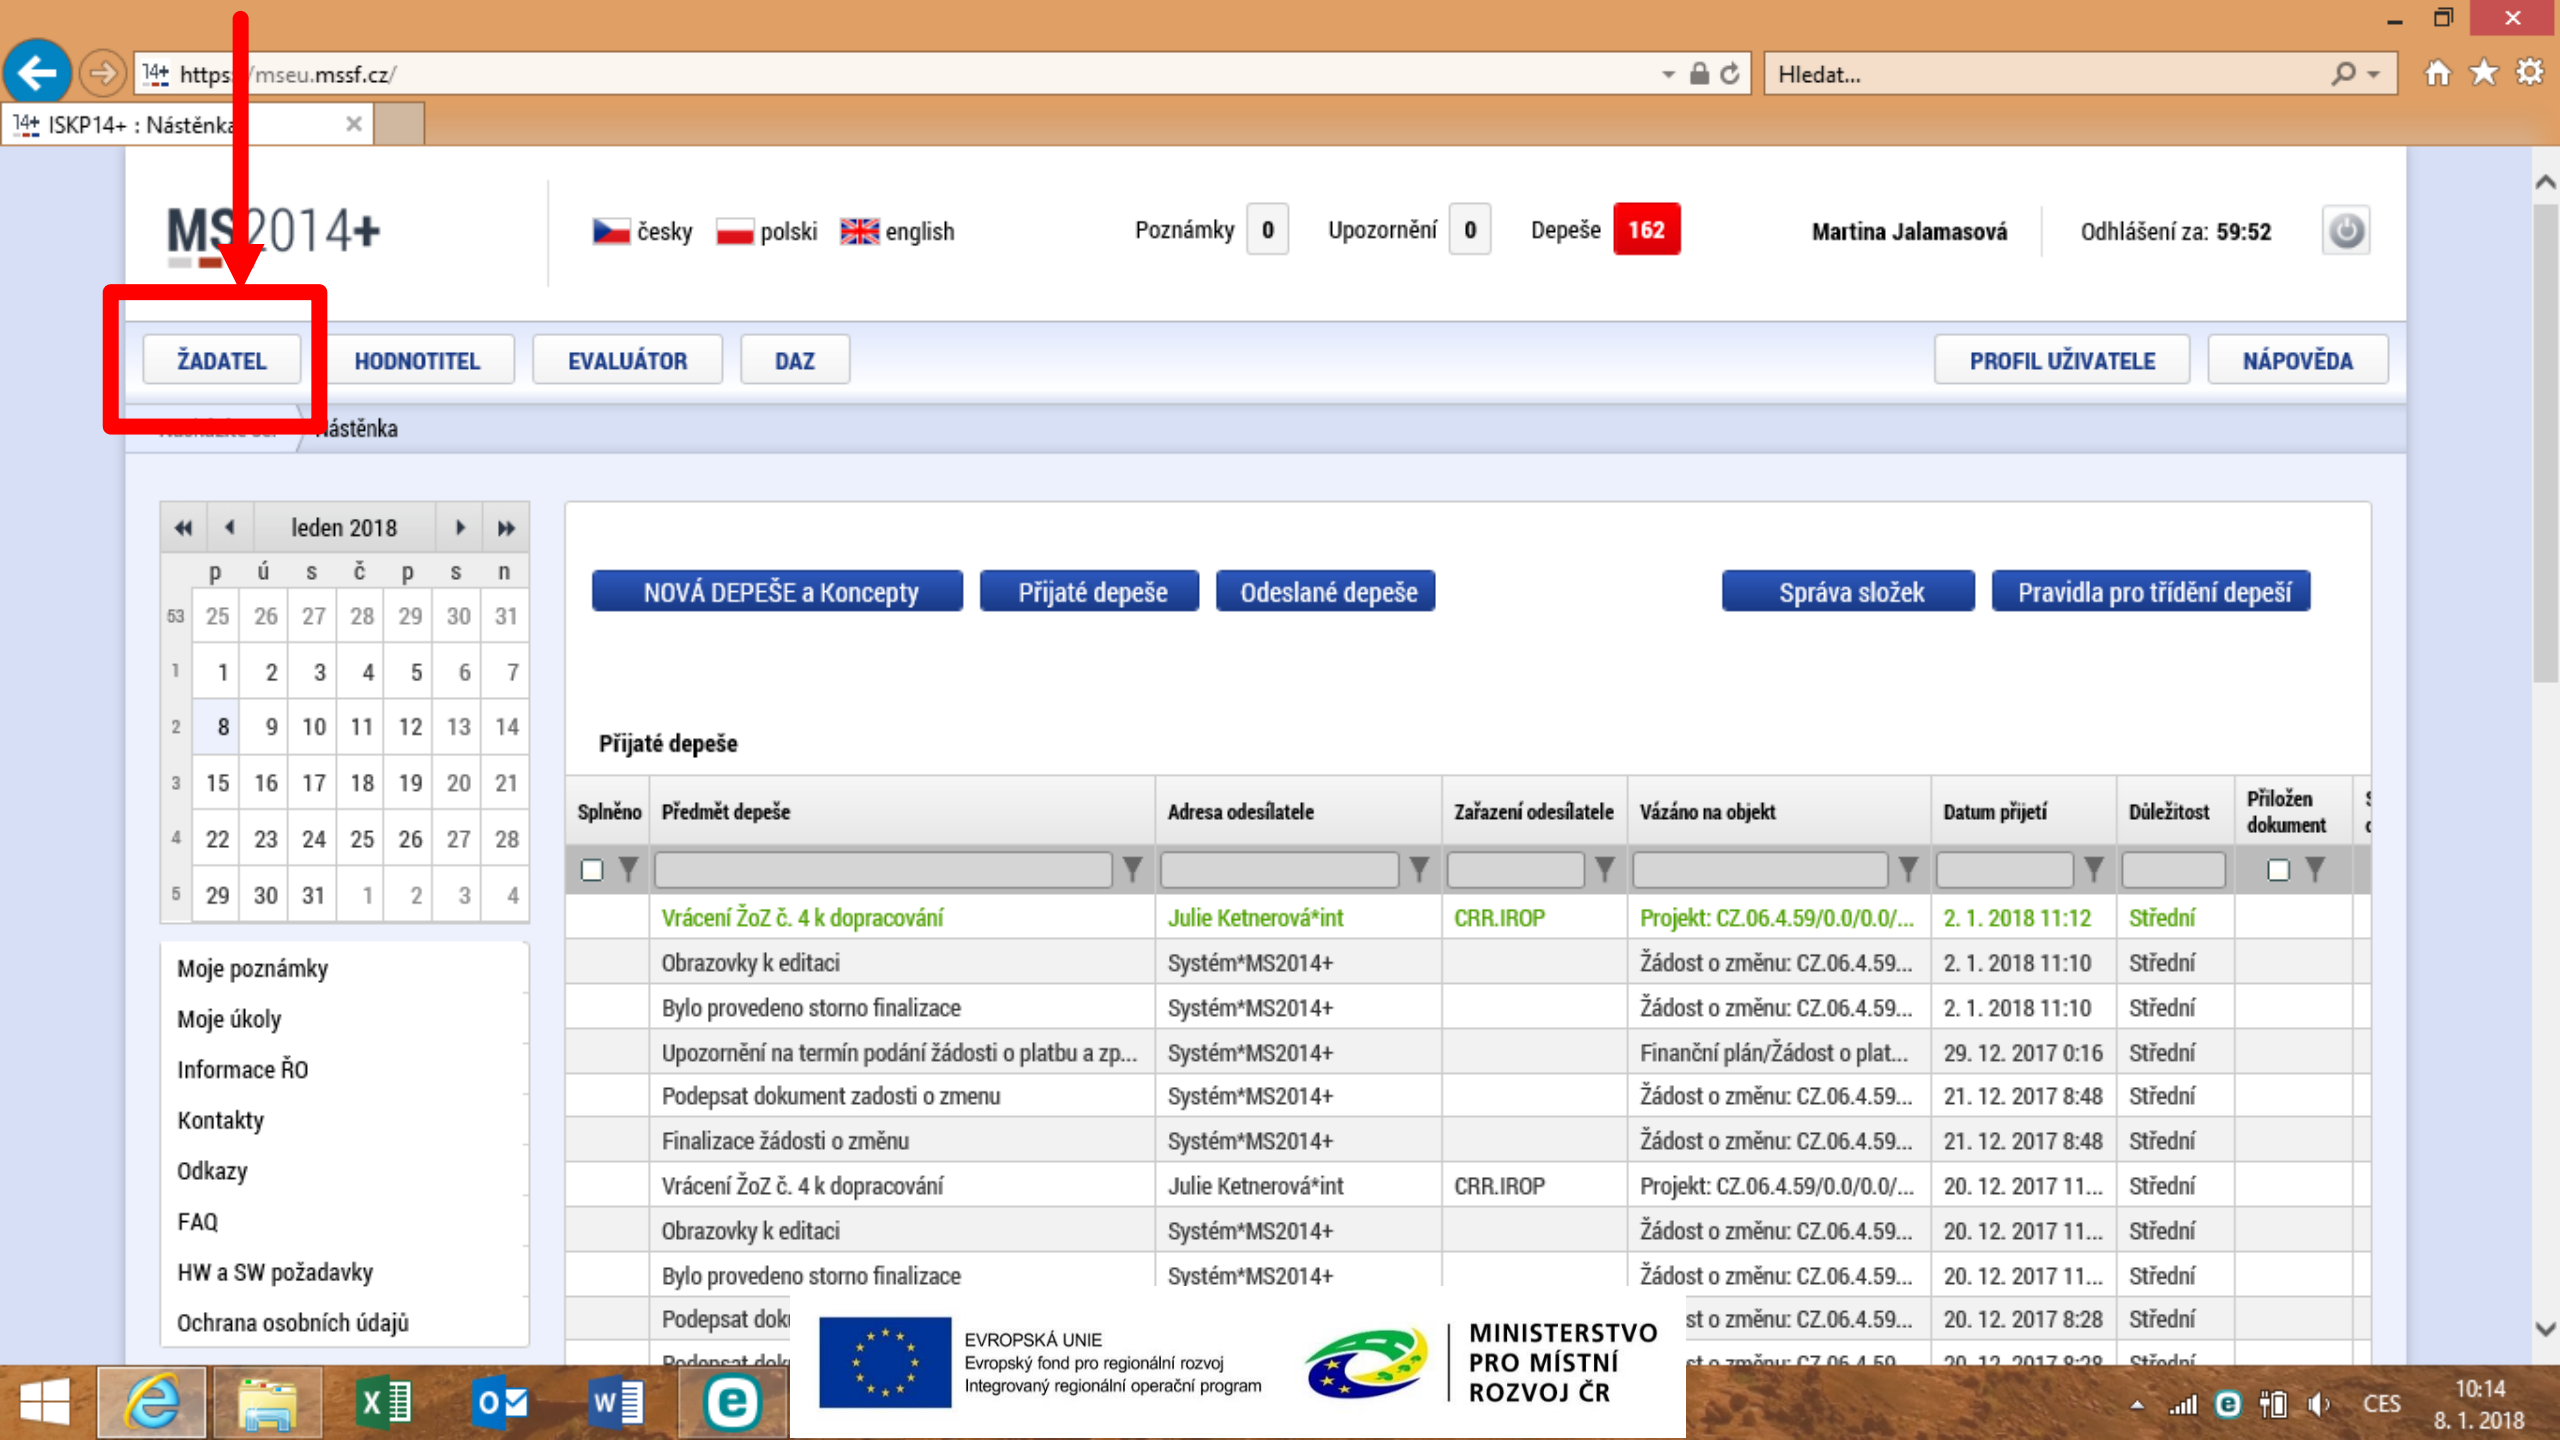 14+ https://mseu.mssf.cz/
Hledat...
14+ ISKP14+ : Nástěnka
MS2014+
česky polski english
Poznámky 0 Upozornění 0 Depeše 162
Martina Jalamasová
Odhlášení za: 59:52
ŽADATEL HODNOTITEL EVALUÁTOR DAZ
PROFIL UŽIVATELE NÁPOVĚDA
Nástěnka
leden 2018
p ú s č p s n
53 25 26 27 28 29 30 31
1 1 2 3 4 5 6 7
2 8 9 10 11 12 13 14
3 15 16 17 18 19 20 21
4 22 23 24 25 26 27 28
5 29 30 31 1 2 3 4
Moje poznámky
Moje úkoly
Informace ŘO
Kontakty
Odkazy
FAQ
HW a SW požadavky
Ochrana osobních údajů
NOVÁ DEPEŠE a Koncepty Přijaté depeše Odeslané depeše Správa složek Pravidla pro třídění depeší
Přijaté depeše
Splněno Předmět depeše Adresa odesílatele Zařazení odesílatele Vázáno na objekt Datum přijetí Důležitost Přiložen dokument
Vrácení ŽoZ č. 4 k dopracování Julie Ketnerová*int CRR.IROP Projekt: CZ.06.4.59/0.0/0.0/... 2. 1. 2018 11:12 Střední
Obrazovky k editaci Systém*MS2014+ Žádost o změnu: CZ.06.4.59... 2. 1. 2018 11:10 Střední
Bylo provedeno storno finalizace Systém*MS2014+ Žádost o změnu: CZ.06.4.59... 2. 1. 2018 11:10 Střední
Upozornění na termín podání žádosti o platbu a zp... Systém*MS2014+ Finanční plán/Žádost o plat... 29. 12. 2017 0:16 Střední
Podepsat dokument zadosti o zmenu Systém*MS2014+ Žádost o změnu: CZ.06.4.59... 21. 12. 2017 8:48 Střední
Finalizace žádosti o změnu Systém*MS2014+ Žádost o změnu: CZ.06.4.59... 21. 12. 2017 8:48 Střední
Vrácení ŽoZ č. 4 k dopracování Julie Ketnerová*int CRR.IROP Projekt: CZ.06.4.59/0.0/0.0/... 20. 12. 2017 11... Střední
Obrazovky k editaci Systém*MS2014+ Žádost o změnu: CZ.06.4.59... 20. 12. 2017 11... Střední
Bylo provedeno storno finalizace Systém*MS2014+ Žádost o změnu: CZ.06.4.59... 20. 12. 2017 11... Střední
Podepsat o změnu: CZ.06.4.59... 20. 12. 2017 8:28 Střední
EVROPSKÁ UNIE
Evropský fond pro regionální rozvoj
Integrovaný regionální operační program
MINISTERSTVO
PRO MÍSTNÍ
ROZVOJ ČR
CES
10:14
8. 1. 2018